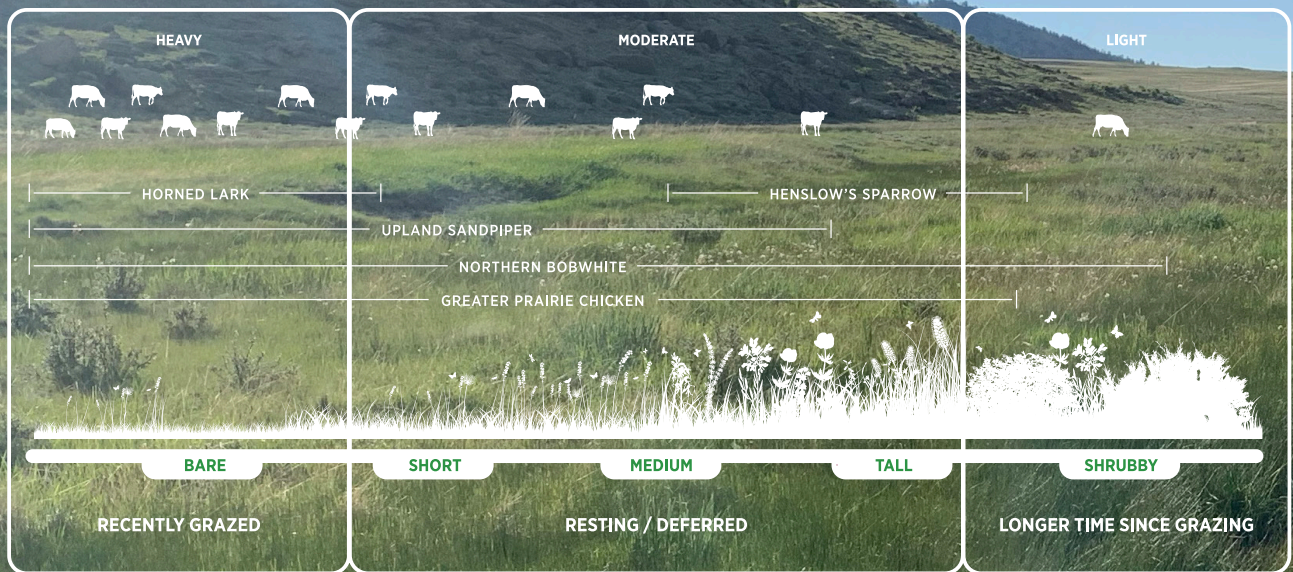 HEAVY
MODERATE
LIGHT
HORNED LARK
HENSLOW'S SPARROW
UPLAND SANDPIPER
NORTHERN BOBWHITE
GREATER PRAIRIE CHICKEN
BARE
SHORT
MEDIUM
TALL
SHRUBBY
RECENTLY GRAZED
RESTING / DEFERRED
LONGER TIME SINCE GRAZING